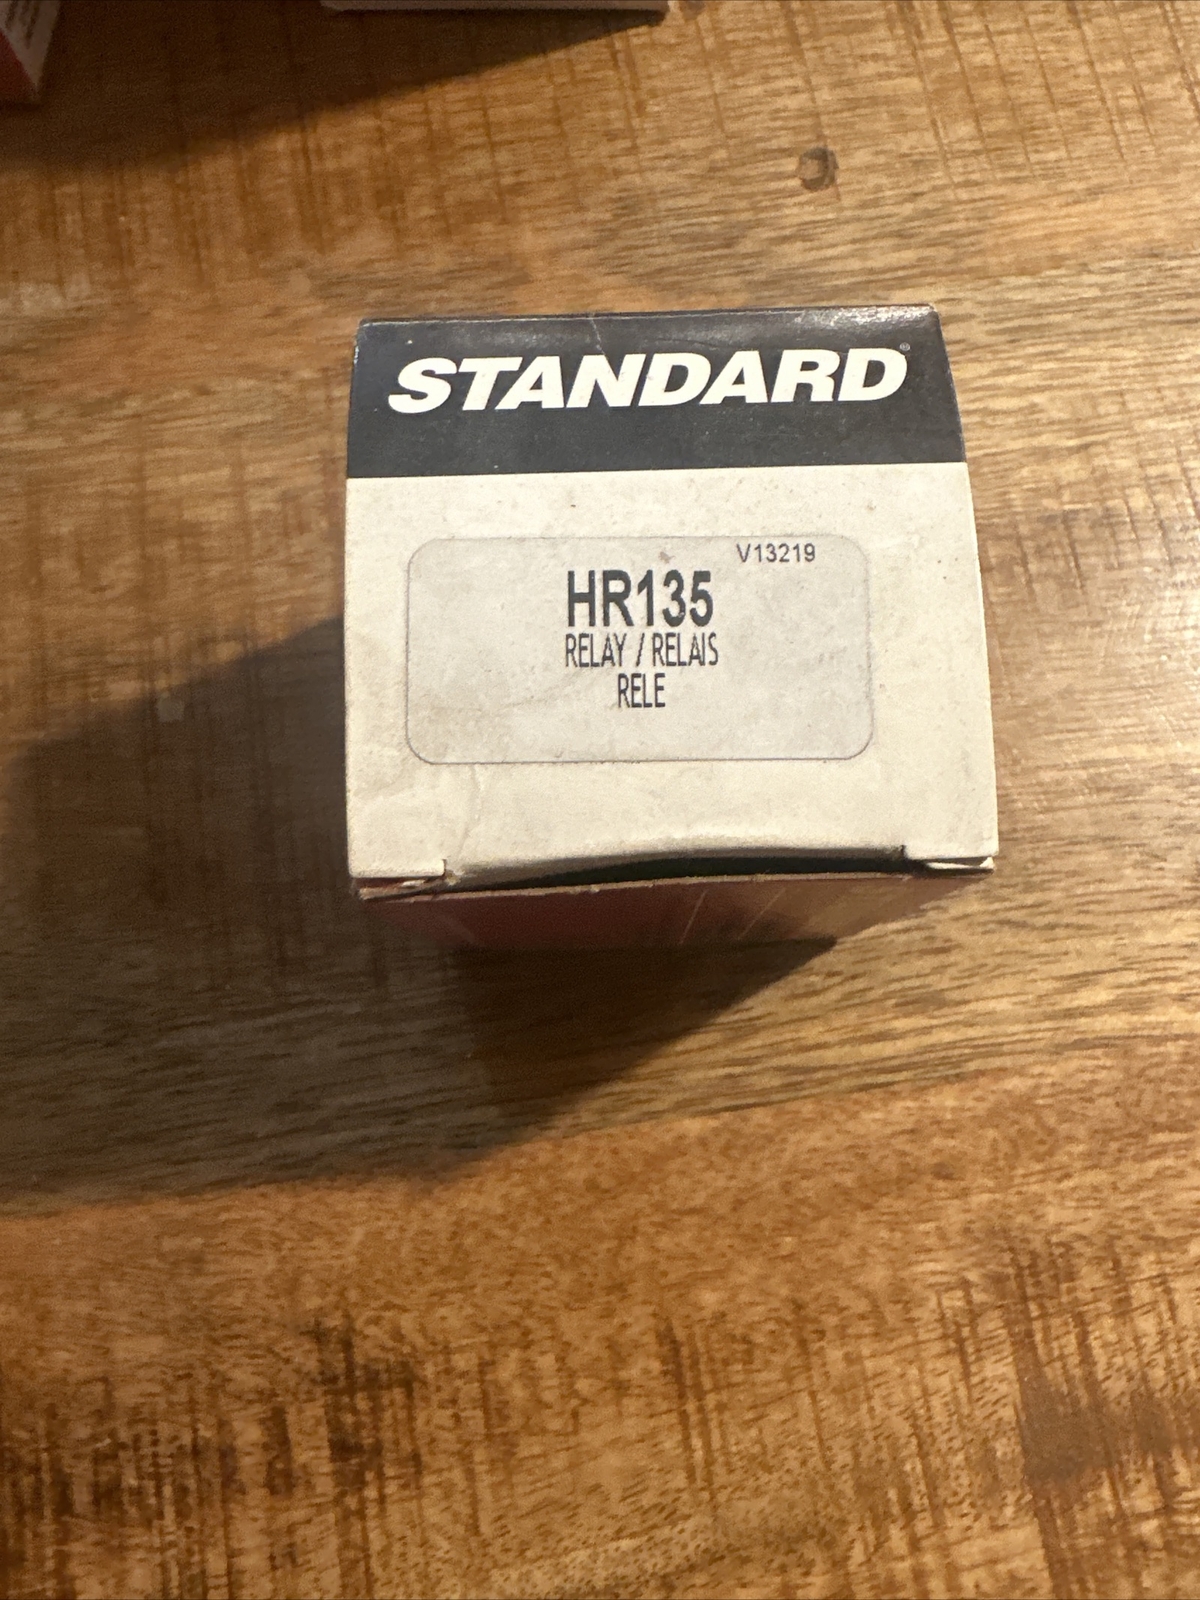 STANDARD®
V13219
HR135
RELAY / RELAIS
RELE